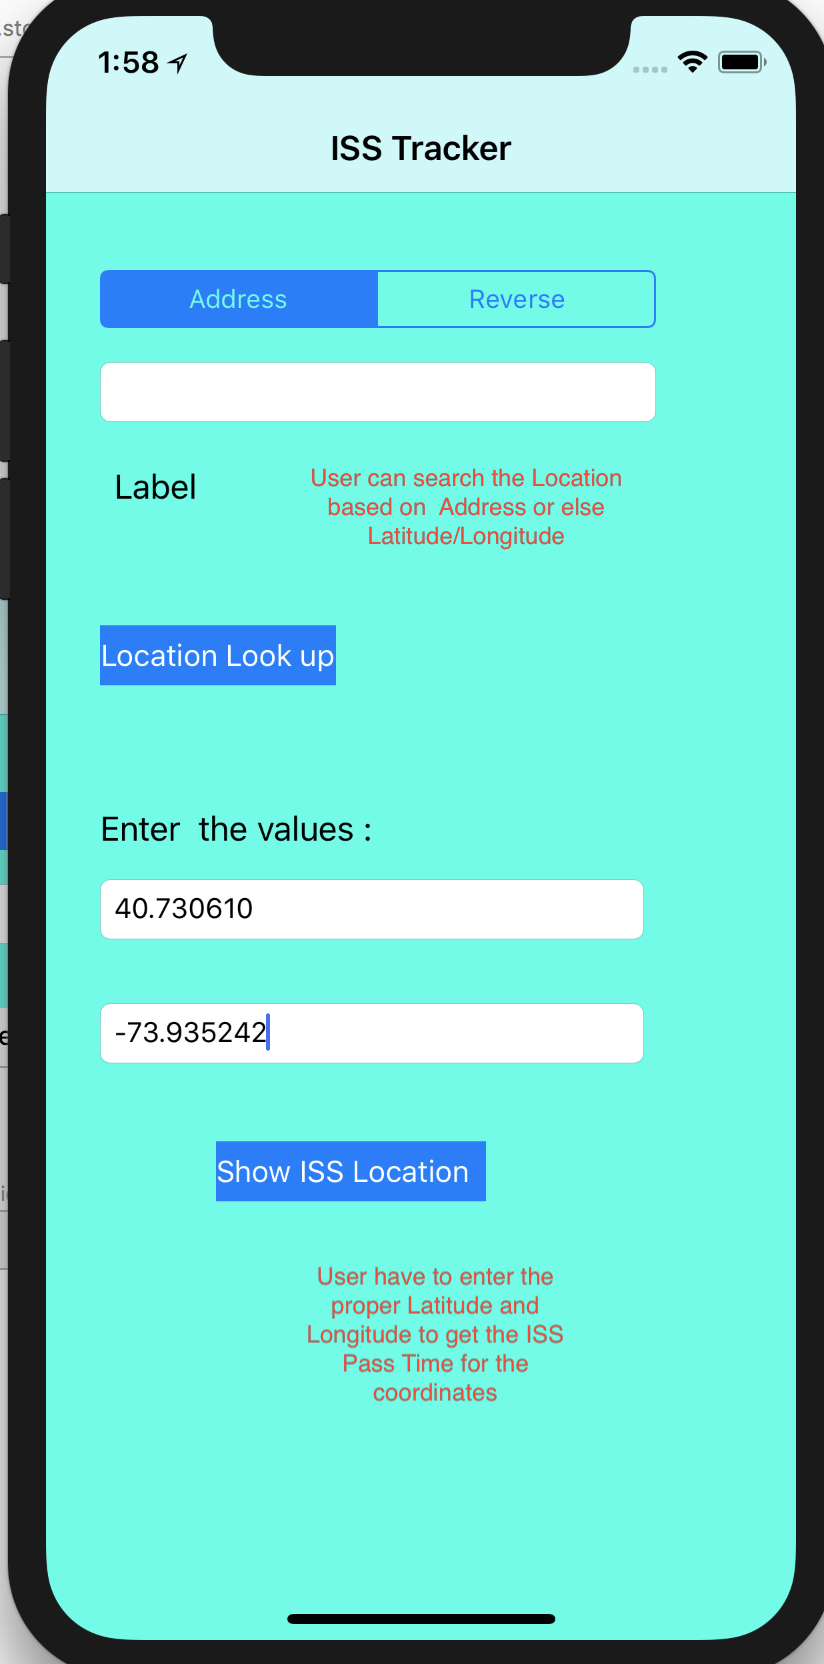 1:58
ISS Tracker
Address Reverse
Label
User can search the Location
based on  Address or else
Latitude/Longitude
Location Look up
Enter  the values :
40.730610
-73.935242
Show ISS Location
User have to enter the
proper Latitude and
Longitude to get the ISS
Pass Time for the
coordinates